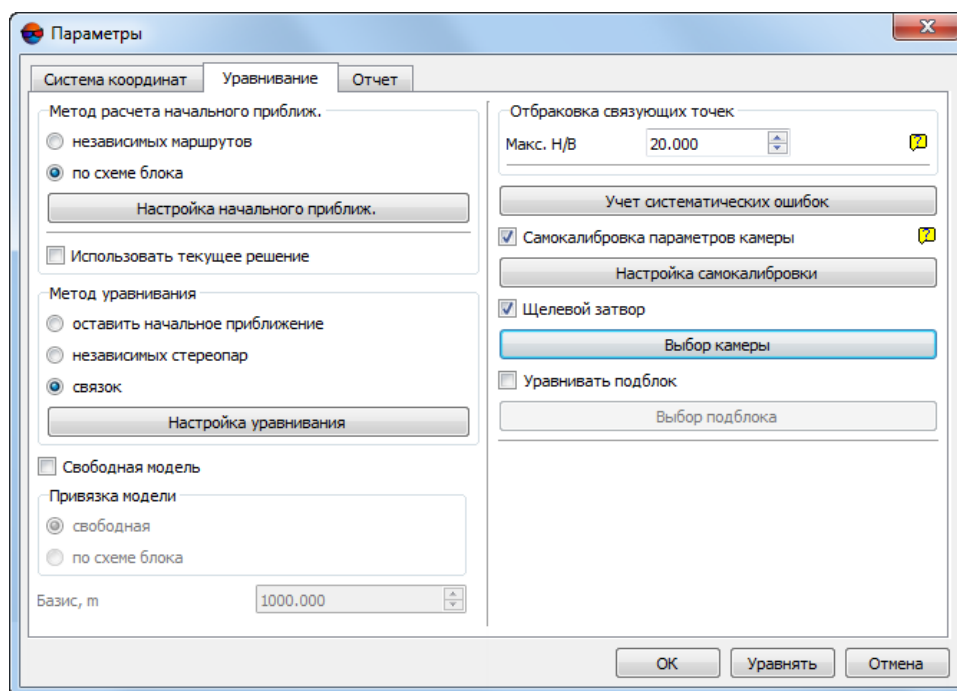 Параметры
Система координат Уравнивание Отчет
Метод расчета начального приближ.
независимых маршрутов
по схеме блока
Настройка начального приближ.
Использовать текущее решение
Метод уравнивания
оставить начальное приближение
независимых стереопар
связок
Настройка уравнивания
Свободная модель
Привязка модели
свободная
по схеме блока
Базис, m 1000.000
Отбраковка связующих точек
Макс. Н/В 20.000 ?
Учет систематических ошибок
Самокалибровка параметров камеры ?
Настройка самокалибровки
Щелевой затвор
Выбор камеры
Уравнивать подблок
Выбор подблока
OK Уравнять Отмена